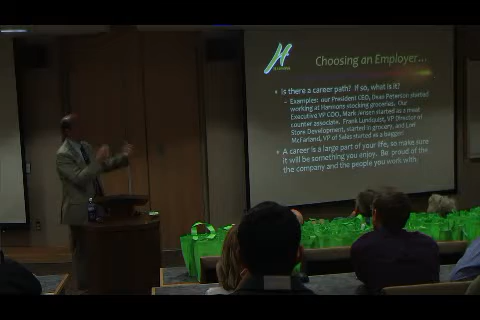 Choosing an Employer...
Is there a career path? If so, what is it?
Examples: our President CEO, Dean Peterson started
working at Harmons stocking groceries. Our
Executive VP COO, Mark Jensen started as a meat
counter associate. Frank Lundquist, VP Director of
Store Development, started in grocery, and Lori
McFarland, VP of Sales started as a bagger!
A career is a large part of your life, so make sure
it will be something you enjoy. Be proud of the
the company and the people you work with.